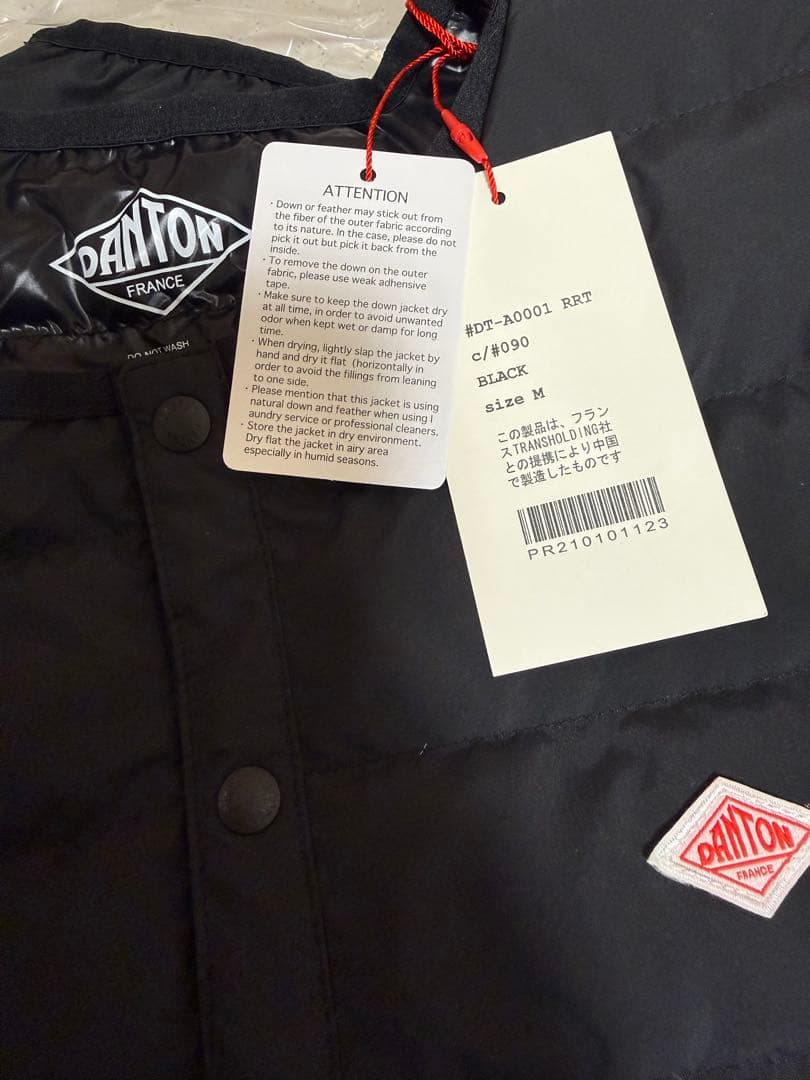 DANTON
FRANCE
DO NOT WASH
ATTENTION
・Down or feather may stick out from
the fiber of the outer fabric according
to its nature. In the case, please do not
pick it out but pick it back from the
inside.
・To remove the down on the outer
fabric, please use weak adhensive
tape.
・Make sure to keep the down jacket dry
at all time, in order to avoid unwanted
odor when kept wet or damp for long
time.
・When drying, lightly slap the jacket by
hand and dry it flat（horizontally in
order to avoid the fillings from leaning
to one side.
・Please mention that this jacket is using
natural down and feather when using l
aundry service or professional cleaners.
・Store the jacket in dry environment.
Dry flat the jacket in airy area
especially in humid seasons.
#DT-A0001 RRT
c/#090
BLACK
size M
この製品は、フラン
スTRANSHOLDING社
との提携により中国
で製造したものです
PR210101123
DANTON
FRANCE